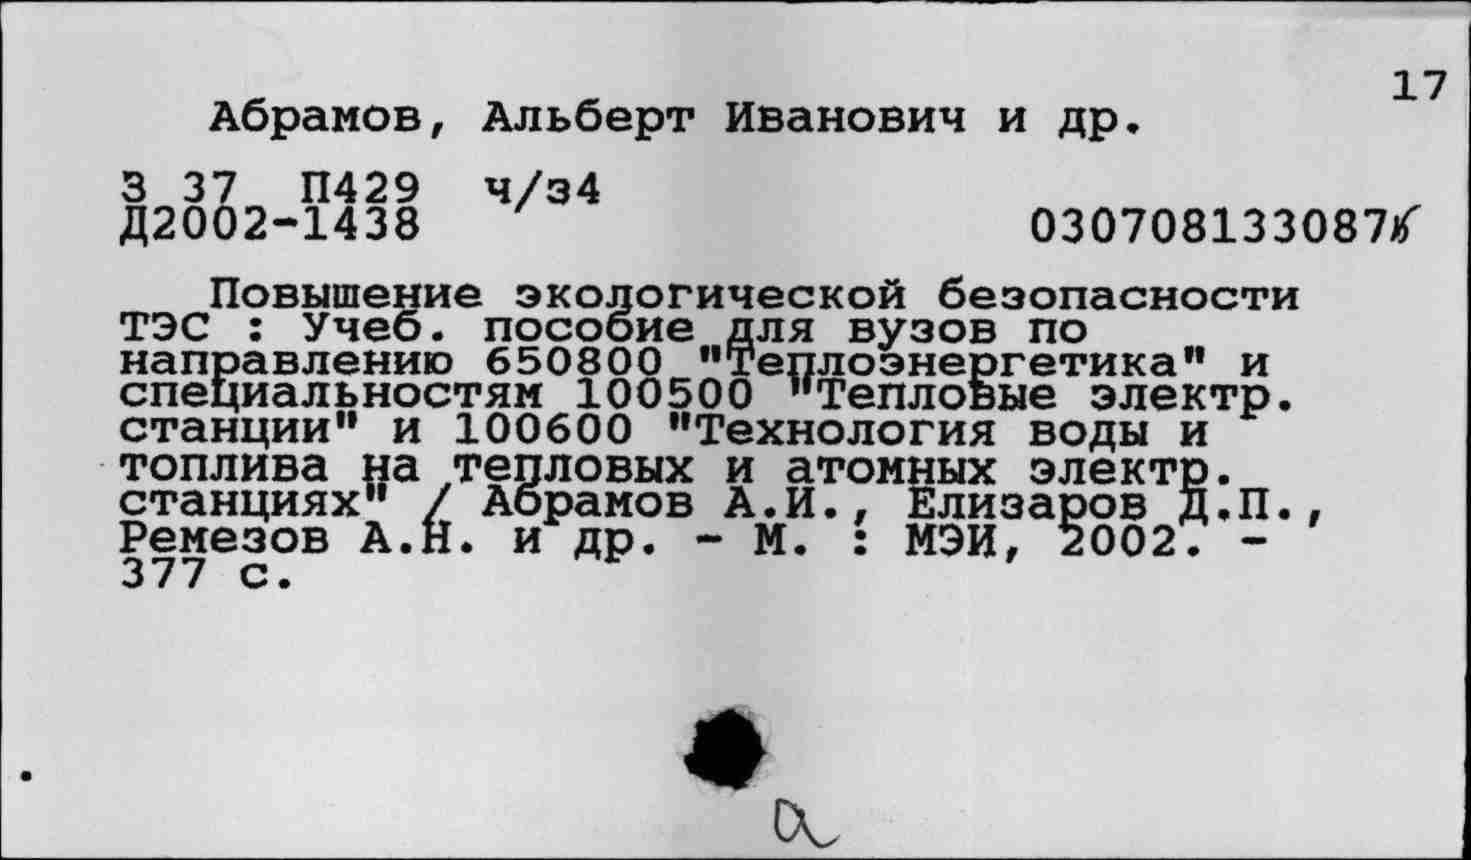 17
Абрамов, Альберт Иванович и др.
З 37 П429 ч/з4
Д2002-1438 030708133087
Повышение экологической безопасности
ТЭС : Учеб. пособие для вузов по
направлению 650800 "Теплоэнергетика" и
специальностям 100500 "Тепловые электр.
станции" и 100600 "Технология воды и
топлива на тепловых и атомных электр.
станциях" / Абрамов А.И., Елизаров Д.П.,
Ремезов А.Н. и др. - М. : МЭИ, 2002. -
377 с.